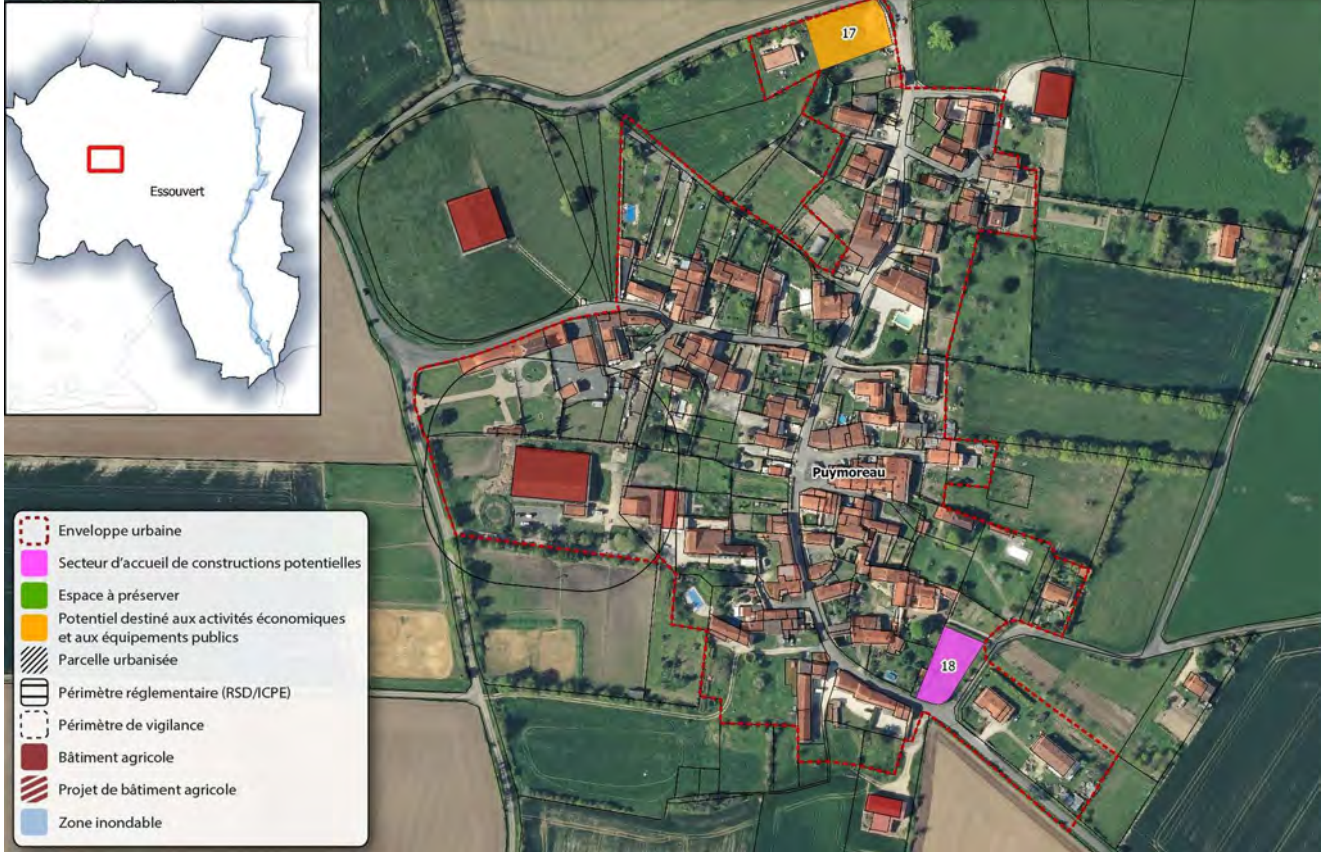 17
Essouvert
Puymoreau
18
Enveloppe urbaine
Secteur d'accueil de constructions potentielles
Espace à préserver
Potentiel destiné aux activités économiques
et aux équipements publics
Parcelle urbanisée
Périmètre réglementaire (RSD/ICPE)
Périmètre de vigilance
Bâtiment agricole
Projet de bâtiment agricole
Zone inondable